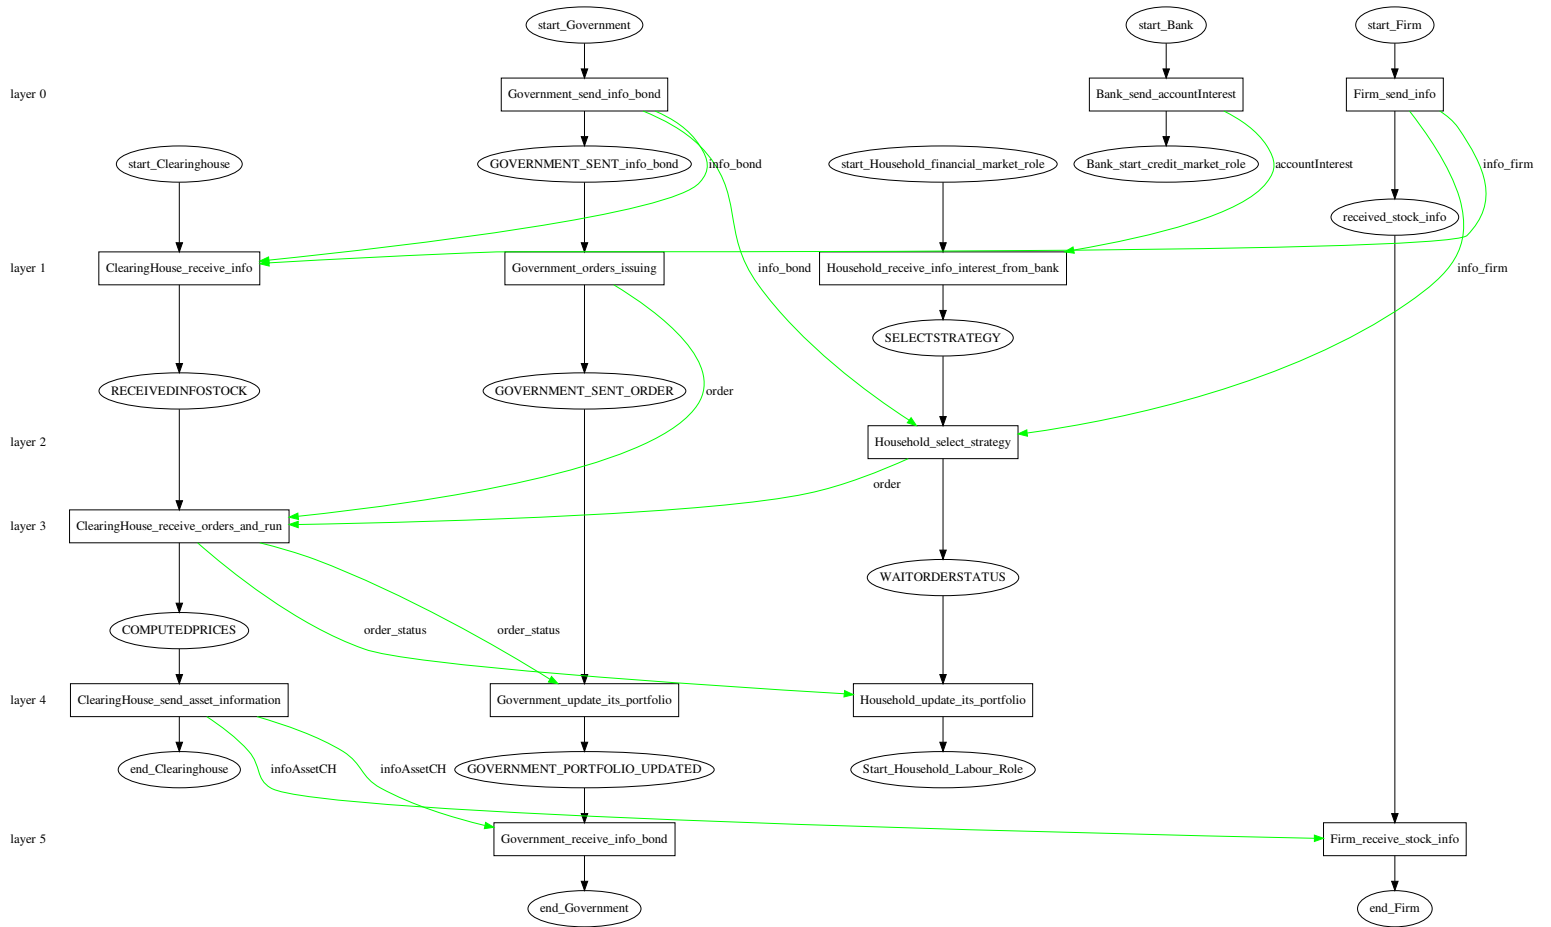 start_Government
start_Bank
start_Firm
layer 0
Government_send_info_bond
Bank_send_accountInterest
Firm_send_info
start_Clearinghouse
GOVERNMENT_SENT_info_bond
info_bond
start_Household_financial_market_role
Bank_start_credit_market_role
accountInterest
info_firm
received_stock_info
layer 1
ClearingHouse_receive_info
Government_orders_issuing
info_bond
Household_receive_info_interest_from_bank
info_firm
SELECTSTRATEGY
RECEIVEDINFOSTOCK
GOVERNMENT_SENT_ORDER
order
layer 2
Household_select_strategy
order
layer 3
ClearingHouse_receive_orders_and_run
WAITORDERSTATUS
COMPUTEDPRICES
order_status
order_status
layer 4
ClearingHouse_send_asset_information
Government_update_its_portfolio
Household_update_its_portfolio
end_Clearinghouse
infoAssetCH
infoAssetCH
GOVERNMENT_PORTFOLIO_UPDATED
Start_Household_Labour_Role
layer 5
Government_receive_info_bond
Firm_receive_stock_info
end_Government
end_Firm